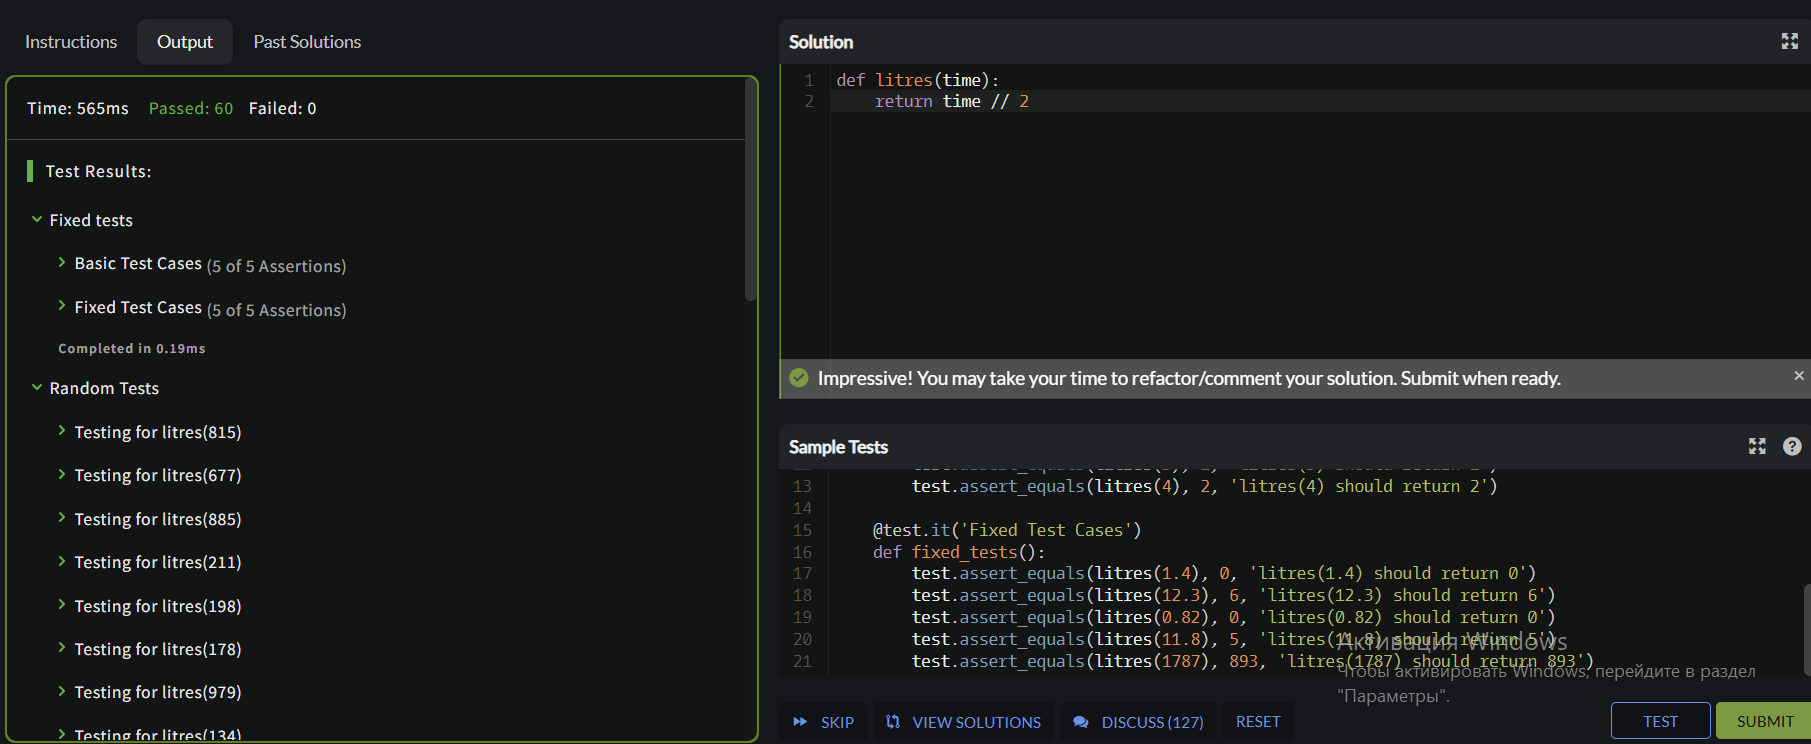 Instructions
Output
Past Solutions
Time: 565ms Passed: 60 Failed: 0
Test Results:
Fixed tests
Basic Test Cases (5 of 5 Assertions)
Fixed Test Cases (5 of 5 Assertions)
Completed in 0.19ms
Random Tests
Testing for litres(815)
Testing for litres(677)
Testing for litres(885)
Testing for litres(211)
Testing for litres(198)
Testing for litres(178)
Testing for litres(979)
Testing for litres(134)
Solution
1 def litres(time):
2     return time // 2
Impressive! You may take your time to refactor/comment your solution. Submit when ready.
Sample Tests
13         test.assert_equals(litres(4), 2, 'litres(4) should return 2')
14
15     @test.it('Fixed Test Cases')
16     def fixed_tests():
17         test.assert_equals(litres(1.4), 0, 'litres(1.4) should return 0')
18         test.assert_equals(litres(12.3), 6, 'litres(12.3) should return 6')
19         test.assert_equals(litres(0.82), 0, 'litres(0.82) should return 0')
20         test.assert_equals(litres(11.8), 5, 'litres(11.8) should return 5')
21         test.assert_equals(litres(1787), 893, 'litres(1787) should return 893')
Активация Windows
Чтобы активировать Windows, перейдите в раздел
"Параметры".
SKIP
VIEW SOLUTIONS
DISCUSS (127)
RESET
TEST
SUBMIT